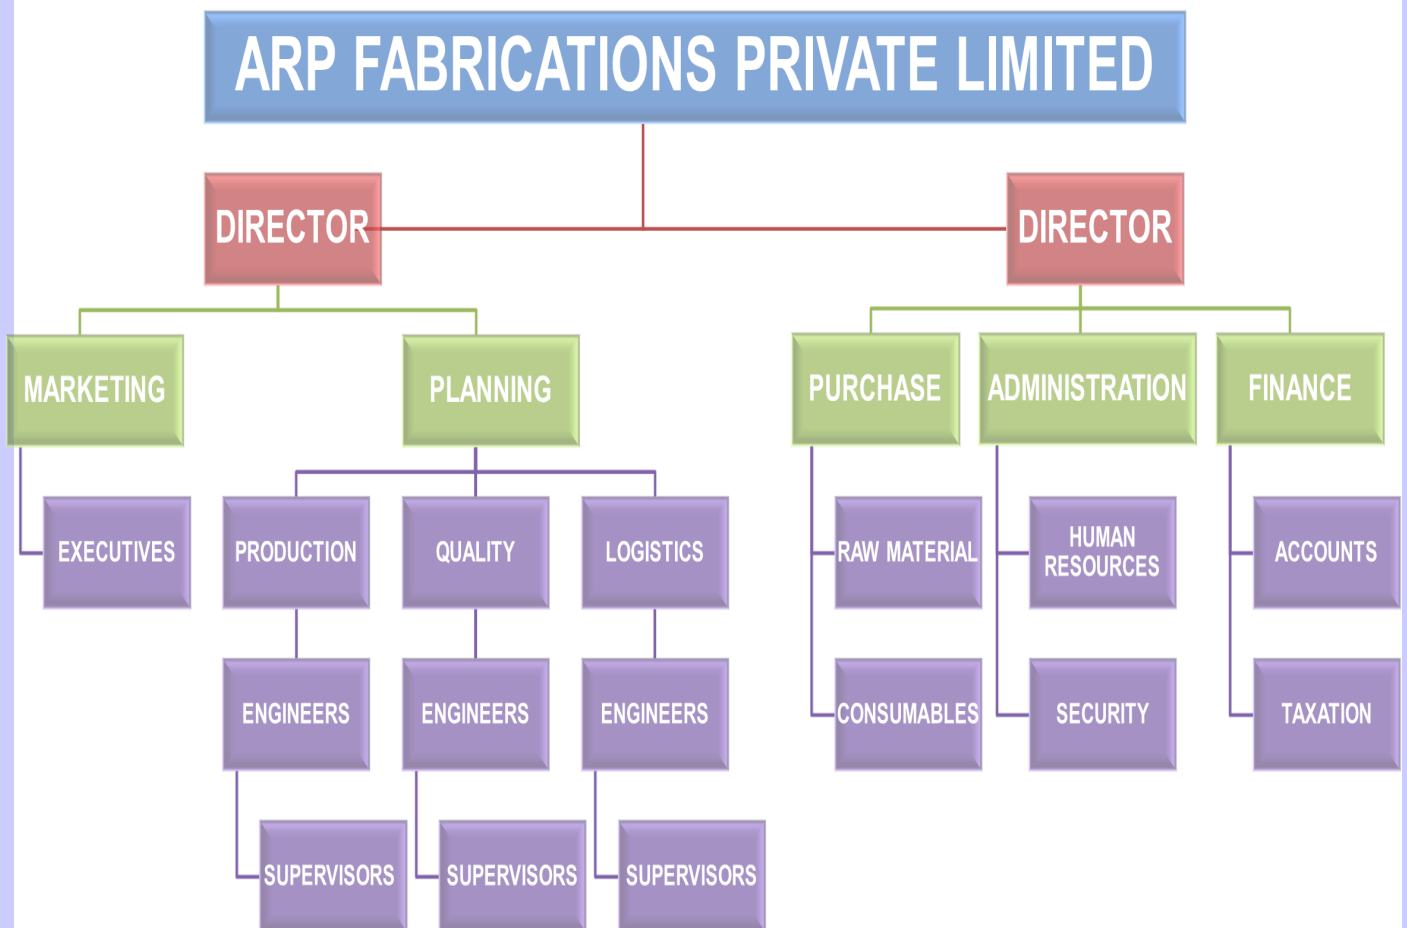 ARP FABRICATIONS PRIVATE LIMITED
DIRECTOR
DIRECTOR
MARKETING
PLANNING
PURCHASE
ADMINISTRATION
FINANCE
EXECUTIVES
PRODUCTION
QUALITY
LOGISTICS
RAW MATERIAL
HUMAN
RESOURCES
ACCOUNTS
ENGINEERS
ENGINEERS
ENGINEERS
CONSUMABLES
SECURITY
TAXATION
SUPERVISORS
SUPERVISORS
SUPERVISORS